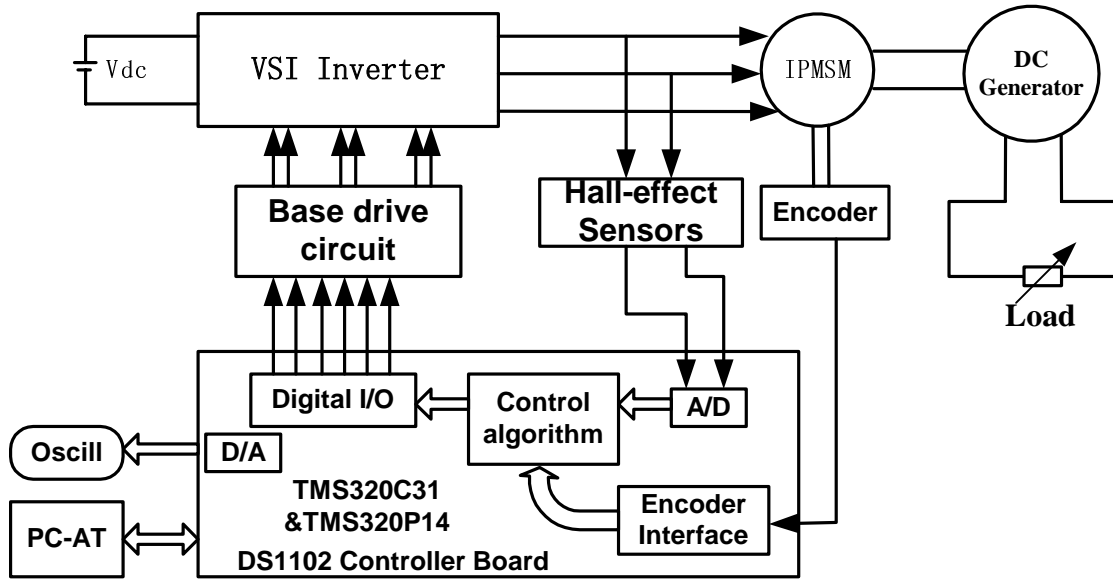 Vdc
VSI Inverter
IPMSM
DC
Generator
Base drive
circuit
Hall-effect
Sensors
Encoder
Load
Digital I/O
Control
algorithm
A/D
Oscill
D/A
TMS320C31
&TMS320P14
Encoder
Interface
PC-AT
DS1102 Controller Board